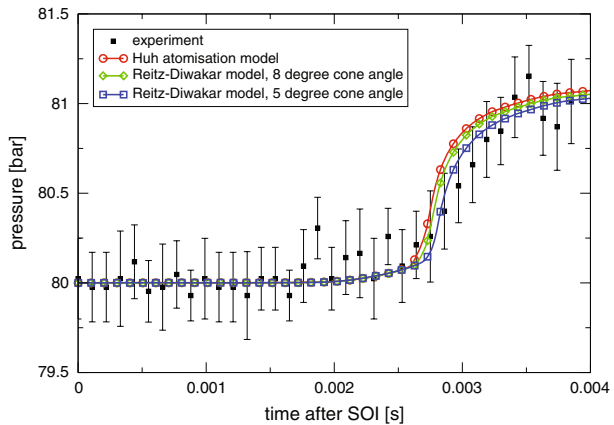 81.5
experiment
Huh atomisation model
Reitz-Diwakar model, 8 degree cone angle
Reitz-Diwakar model, 5 degree cone angle
81
pressure [bar]
80.5
80
79.5
0 0.001 0.002 0.003 0.004
time after SOI [s]